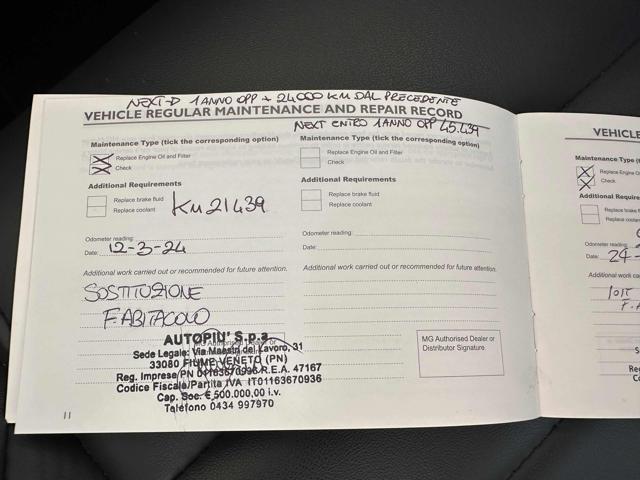 NEXT-D 1 ANNO OPP + 24000 KM DAL PRECEDENTE
VEHICLE REGULAR MAINTENANCE AND REPAIR RECORD
NEXT ENTRO 1 ANNO OPP 45.439
Maintenance Type (tick the corresponding option)
Replace Engine Oil and Filter
Check
Additional Requirements
Replace brake fluid
Replace coolant
KM 21439
Odometer reading:
Date: 12-3-24
Additional work carried out or recommended for future attention.
SOSTITUZIONE
F. ABITACOLO
AUTOPIU' S.p.a.
Sede Legale: Via Maestri del Lavoro, 31
33080 FIUME VENETO (PN)
Reg. Imprese/PN 01163670936 R.E.A. 47167
Codice Fiscale/Partita IVA IT01163670936
Cap. Soc. € 500.000,00 i.v.
Telefono 0434 997970
11
Maintenance Type (tick the corresponding option)
Replace Engine Oil and Filter
Check
Additional Requirements
Replace brake fluid
Replace coolant
Odometer reading:
Date:
Additional work carried out or recommended for future attention.
MG Authorised Dealer or
Distributor Signature
VEHICLE
Maintenance Type (
Replace Engine O
Check
Additional Require
Replace brake f
Replace coolan
Odometer reading:
Date: 24-
Additional work ca